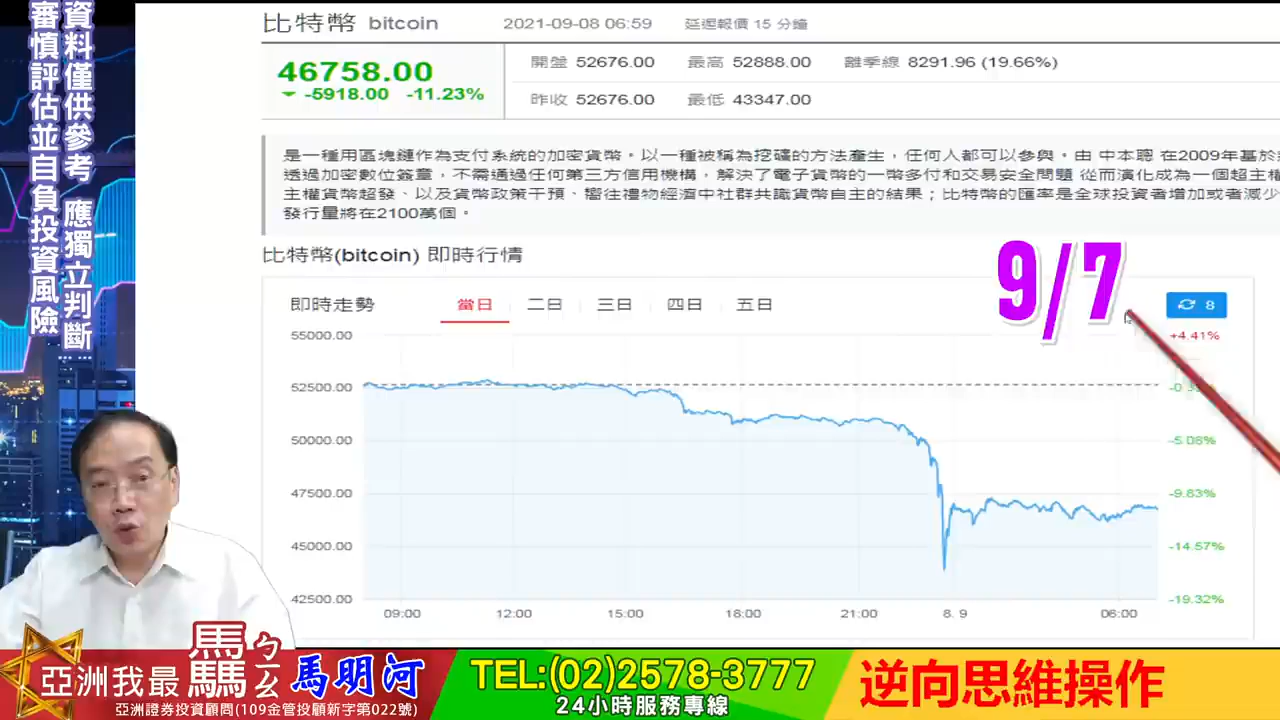 資料僅供參考 應獨立判斷
審慎評估並自負投資風險
比特幣 bitcoin 2021-09-08 06:59 延遲報價 15 分鐘
46758.00
-5918.00 -11.23%
開盤 52676.00 最高 52888.00 離季線 8291.96 (19.66%)
昨收 52676.00 最低 43347.00
是一種用區塊鏈作為支付系統的加密貨幣。以一種被稱為挖礦的方法產生，任何人都可以參與。由 中本聰 在2009年基於
透過加密數位簽章，不需通過任何第三方信用機構，解決了電子貨幣的一幣多付和交易安全問題 從而演化成為一個超主權
主權貨幣超發、以及貨幣政策干預、嚮往禮物經濟中社群共識貨幣自主的結果；比特幣的匯率是全球投資者增加或者減少
發行量將在2100萬個。
比特幣(bitcoin) 即時行情
9/7
即時走勢 當日 二日 三日 四日 五日
8
55000.00 +4.41%
52500.00
50000.00 -5.08%
47500.00 -9.83%
45000.00 -14.57%
42500.00 -19.32%
09:00 12:00 15:00 18:00 21:00 8. 9 06:00
亞洲我最馬驫ㄅㄧㄠ 馬明河
亞洲證券投資顧問(109金管投顧新字第022號)
TEL:(02)2578-3777
24小時服務專線
逆向思維操作